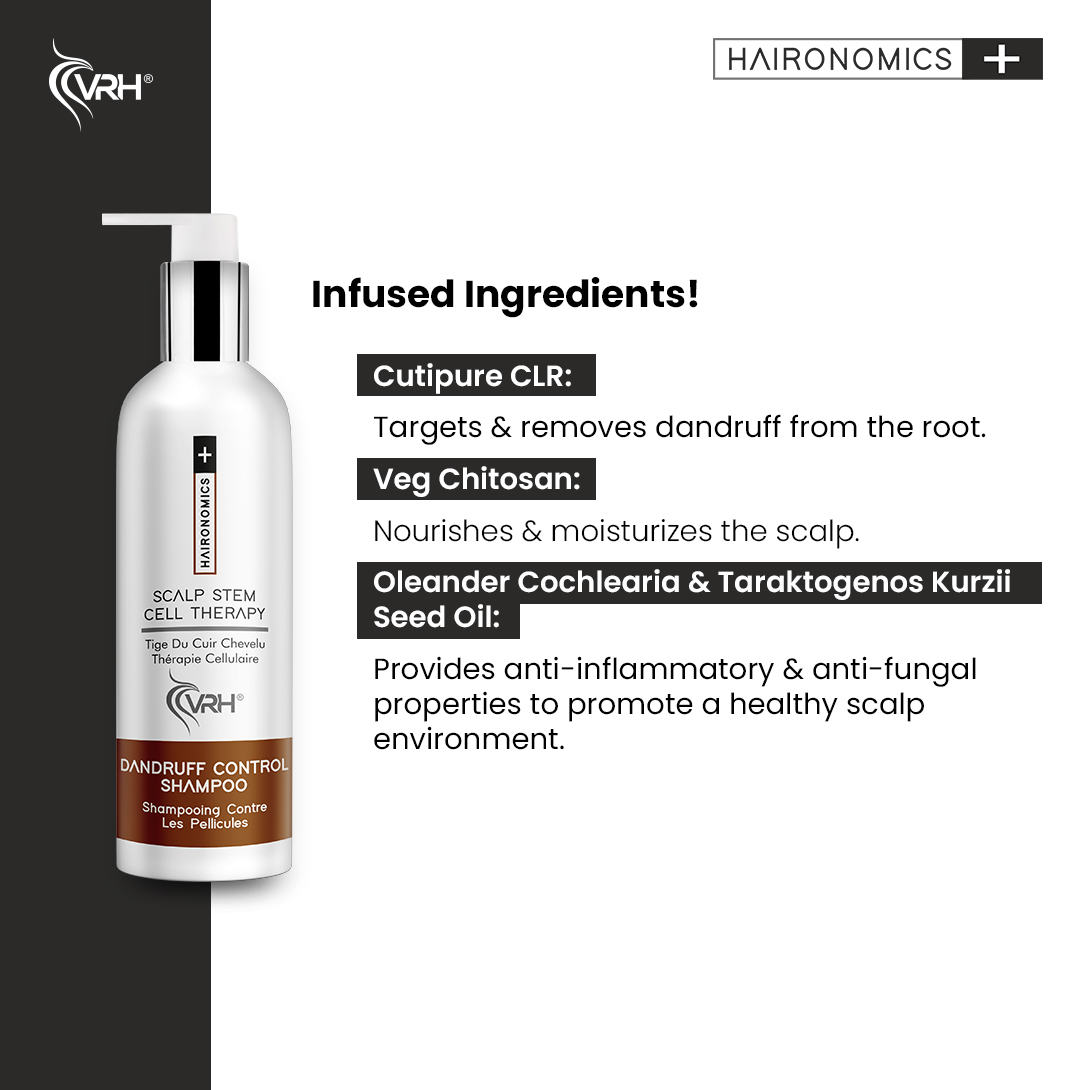 VRH®
HAIRONOMICS +
Infused Ingredients!
Cutipure CLR:
Targets & removes dandruff from the root.
Veg Chitosan:
Nourishes & moisturizes the scalp.
Oleander Cochlearia & Taraktogenos Kurzii
Seed Oil:
Provides anti-inflammatory & anti-fungal
properties to promote a healthy scalp
environment.
HAIRONOMICS +
SCALP STEM
CELL THERAPY
Tige Du Cuir Chevelu
Thérapie Cellulaire
VRH®
DANDRUFF CONTROL
SHAMPOO
Shampooing Contre
Les Pellicules